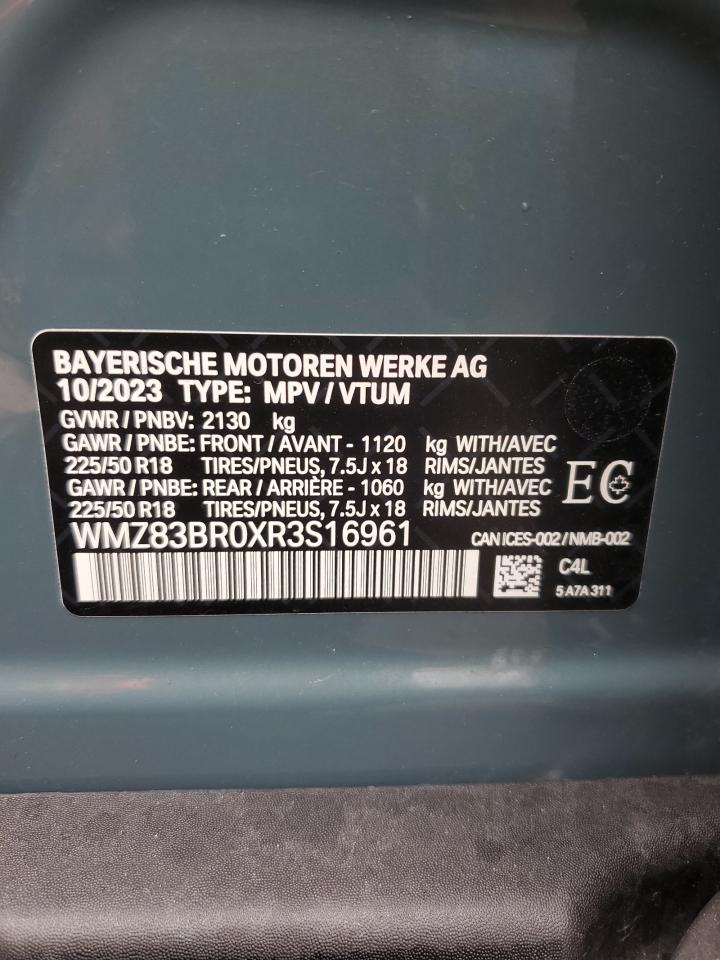 BAYERISCHE MOTOREN WERKE AG
10/2023 TYPE: MPV / VTUM
GVWR / PNBV: 2130 kg
GAWR / PNBE: FRONT / AVANT - 1120 kg WITH/AVEC
225/50 R18 TIRES/PNEUS, 7.5J x 18 RIMS/JANTES
GAWR / PNBE: REAR / ARRIÈRE - 1060 kg WITH/AVEC
225/50 R18 TIRES/PNEUS, 7.5J x 18 RIMS/JANTES
EC
WMZ83BR0XR3S16961 CAN ICES-002 / NMB-002
C4L
5 A7A 311